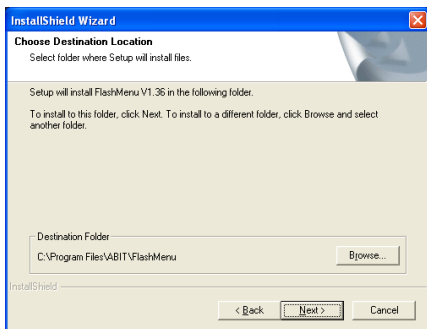 InstallShield Wizard
Choose Destination Location
Select folder where Setup will install files.
Setup will install FlashMenu V1.36 in the following folder.
To install to this folder, click Next. To install to a different folder, click Browse and select
another folder.
Destination Folder
C:\Program Files\ABIT\FlashMenu
Browse...
InstallShield
< Back
Next >
Cancel